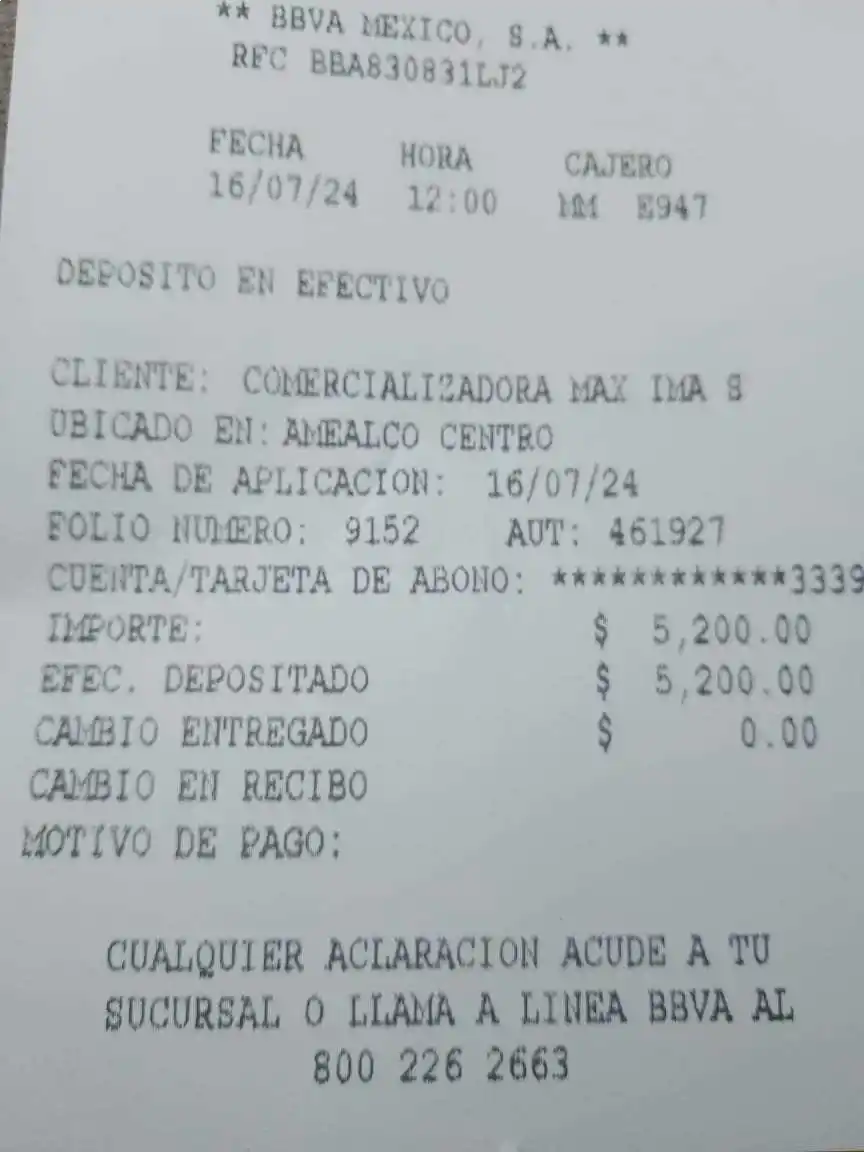 ** BBVA MEXICO, S.A. **
RFC BBA830831LJ2
FECHA HORA CAJERO
16/07/24 12:00 MM E947
DEPOSITO EN EFECTIVO
CLIENTE: COMERCIALIZADORA MAX IMA S
UBICADO EN: AMEALCO CENTRO
FECHA DE APLICACION: 16/07/24
FOLIO NUMERO: 9152 AUT: 461927
CUENTA/TARJETA DE ABONO: ************3339
IMPORTE: $ 5,200.00
EFEC. DEPOSITADO $ 5,200.00
CAMBIO ENTREGADO $ 0.00
CAMBIO EN RECIBO
MOTIVO DE PAGO:
CUALQUIER ACLARACION ACUDE A TU
SUCURSAL O LLAMA A LINEA BBVA AL
800 226 2663